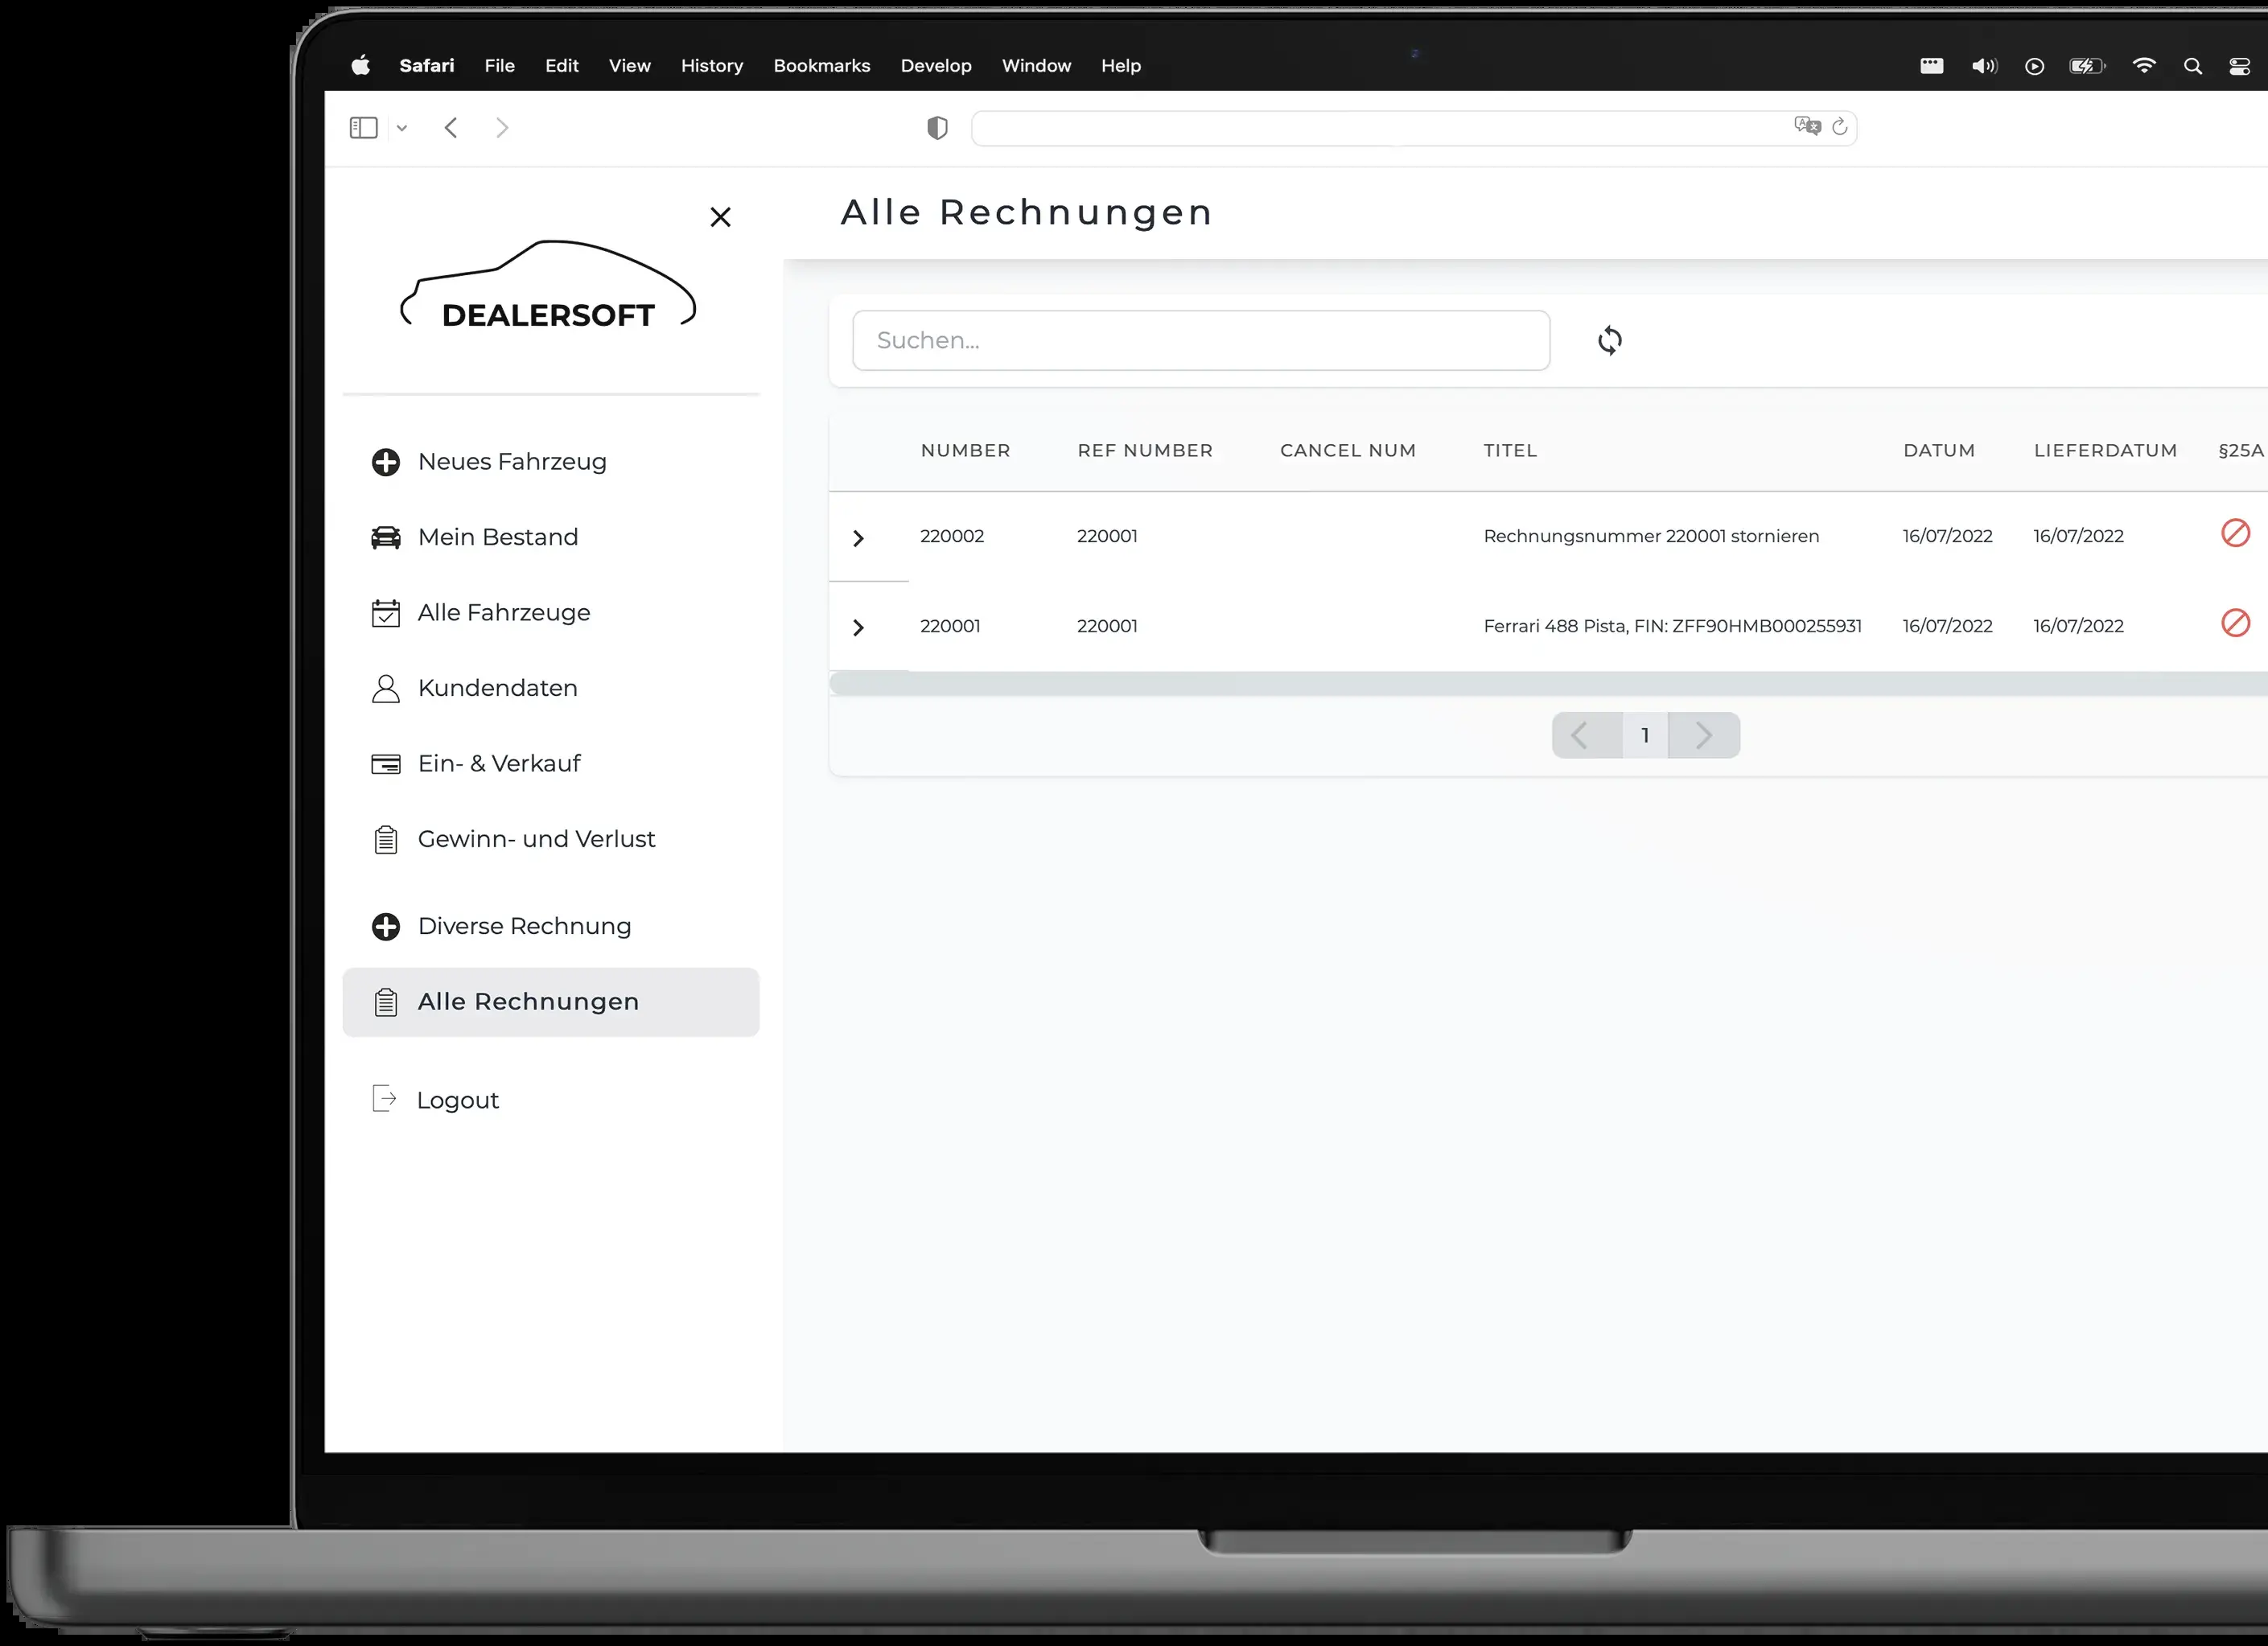 Safari File Edit View History Bookmarks Develop Window Help
Alle Rechnungen
DEALERSOFT
Suchen...
Neues Fahrzeug
Mein Bestand
Alle Fahrzeuge
Kundendaten
Ein- & Verkauf
Gewinn- und Verlust
Diverse Rechnung
Alle Rechnungen
Logout
NUMBER REF NUMBER CANCEL NUM TITEL DATUM LIEFERDATUM §25A
220002 220001 Rechnungsnummer 220001 stornieren 16/07/2022 16/07/2022
220001 220001 Ferrari 488 Pista, FIN: ZFF90HMB000255931 16/07/2022 16/07/2022
1